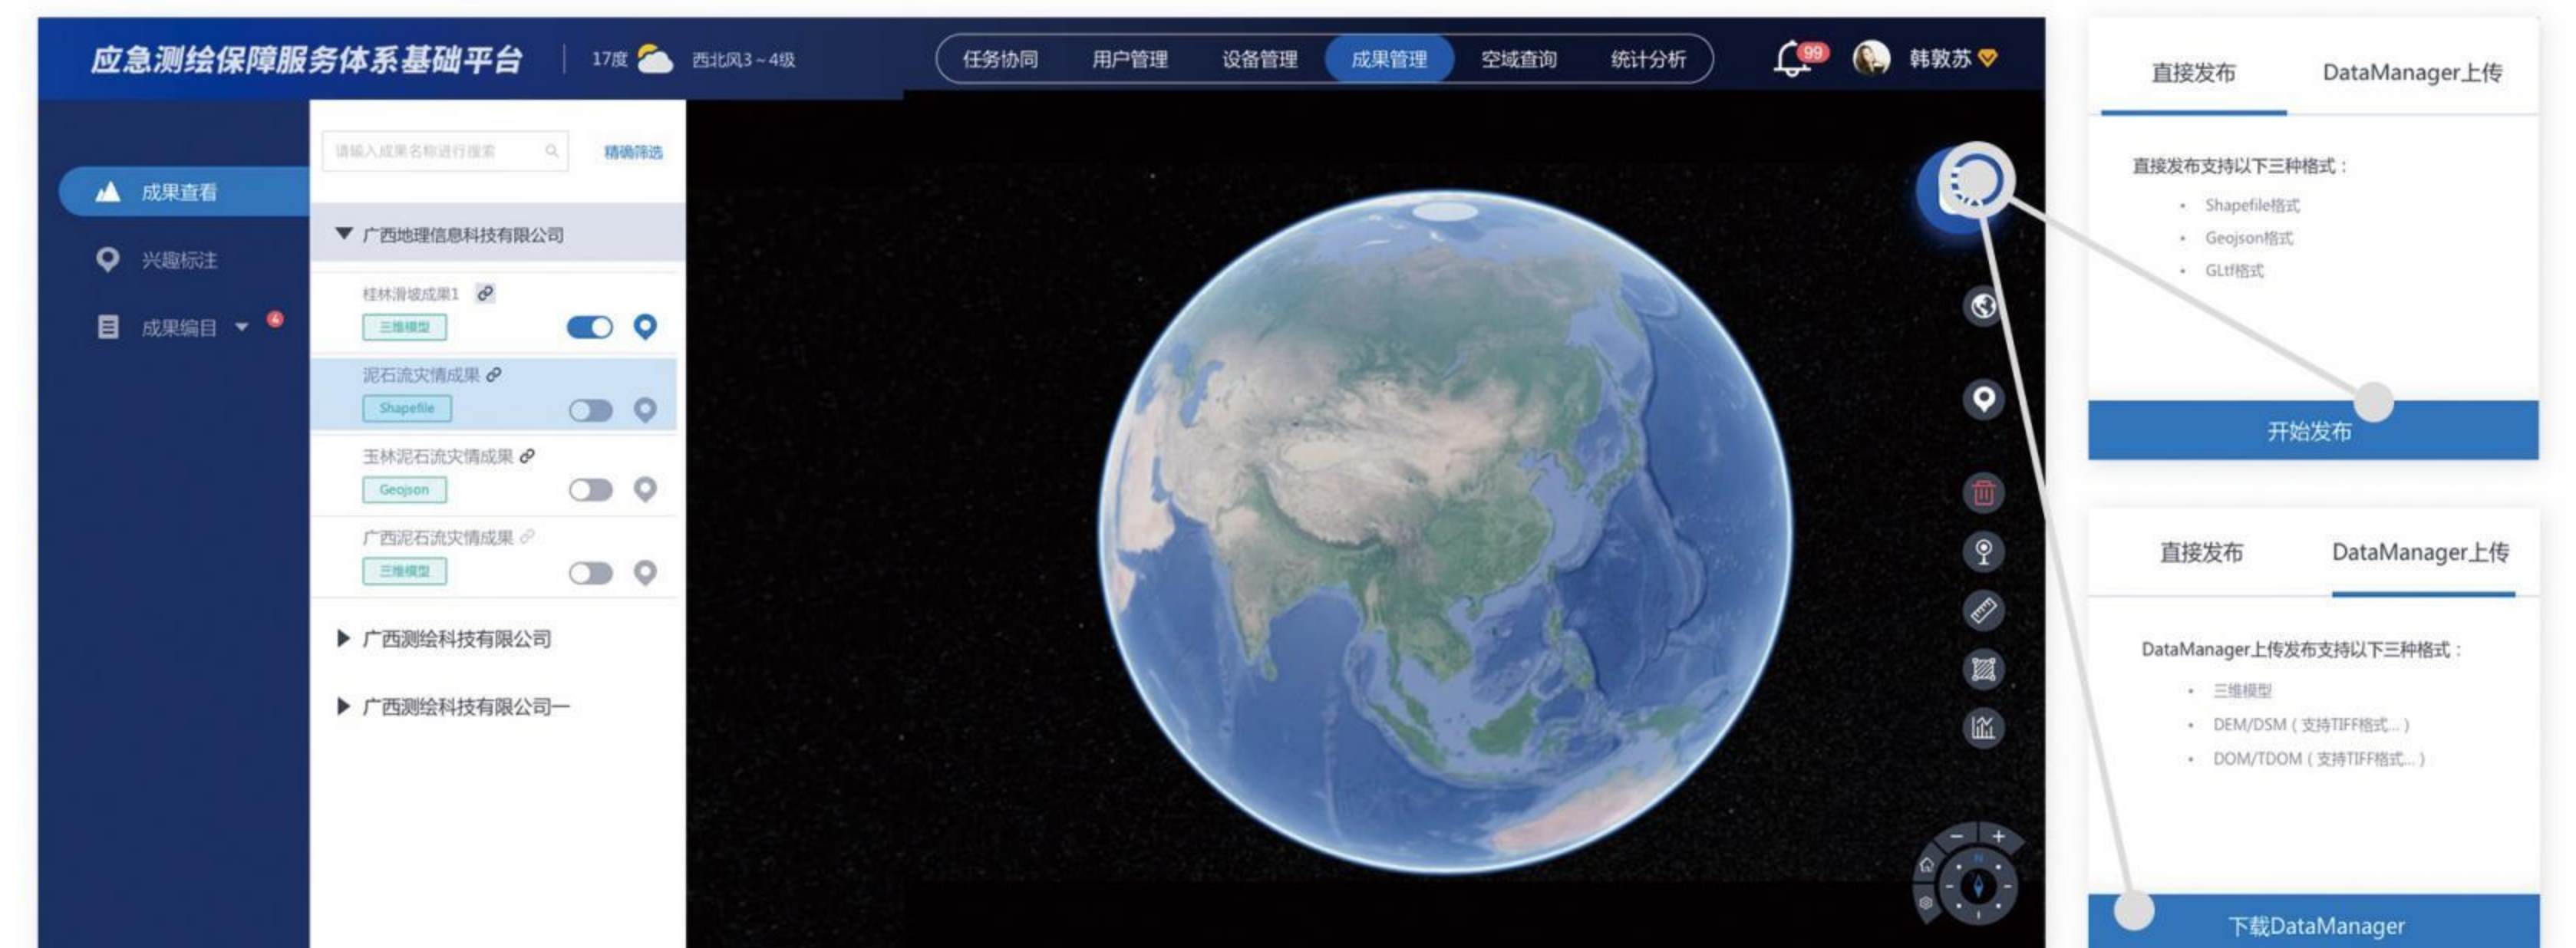 应急测绘保障服务体系基础平台
17度
西北风3～4级
任务协同
用户管理
设备管理
成果管理
空域查询
统计分析
99
韩敦苏
成果查看
兴趣标注
成果编目
4
请输入成果名称进行搜索
精确筛选
广西地理信息科技有限公司
桂林滑坡成果1
三维模型
泥石流灾情成果
Shapefile
玉林泥石流灾情成果
Geojson
广西泥石流灾情成果
三维模型
广西测绘科技有限公司
广西测绘科技有限公司一
N
直接发布
DataManager上传
直接发布支持以下三种格式：
• Shapefile格式
• Geojson格式
• GLtf格式
开始发布
直接发布
DataManager上传
DataManager上传发布支持以下三种格式：
• 三维模型
• DEM/DSM（支持TIFF格式...）
• DOM/TDOM（支持TIFF格式...）
下载DataManager